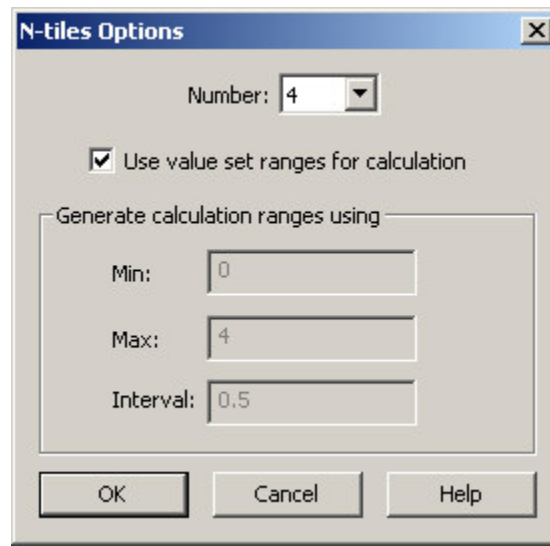 N-tiles Options
Number: 4
Use value set ranges for calculation
Generate calculation ranges using
Min: 0
Max: 4
Interval: 0.5
OK Cancel Help